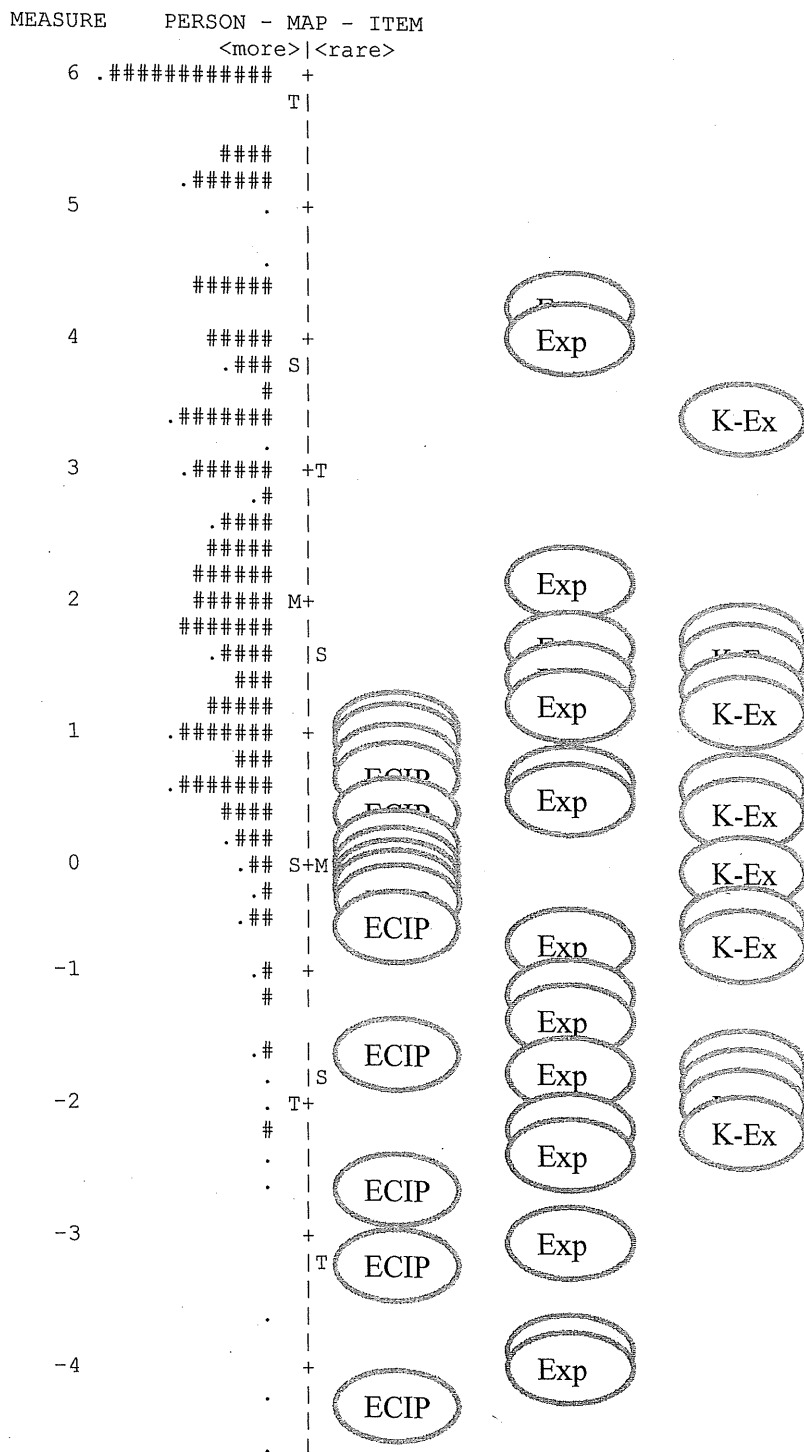 MEASURE PERSON - MAP - ITEM
<more>|<rare>
6 .############ +
T|
|
#### |
.###### |
5 . +
|
. |
###### |
|
4 ##### + Exp
.### S|
# |
.####### | K-Ex
. |
3 .###### +T
.# |
.#### |
##### |
###### | Exp
2 ###### M+
####### |
.#### |S
### |
##### | Exp K-Ex
1 .####### +
### | ECIP
.####### | Exp
#### | ECIP K-Ex
.### |
0 .## S+M K-Ex
.# |
.## | ECIP
| Exp K-Ex
-1 .# +
# |
| Exp
.# | ECIP
. |S Exp
-2 . T+
# | K-Ex
. | Exp
. | ECIP
|
-3 + Exp
|T ECIP
|
. |
|
-4 + Exp
. | ECIP
|
. |